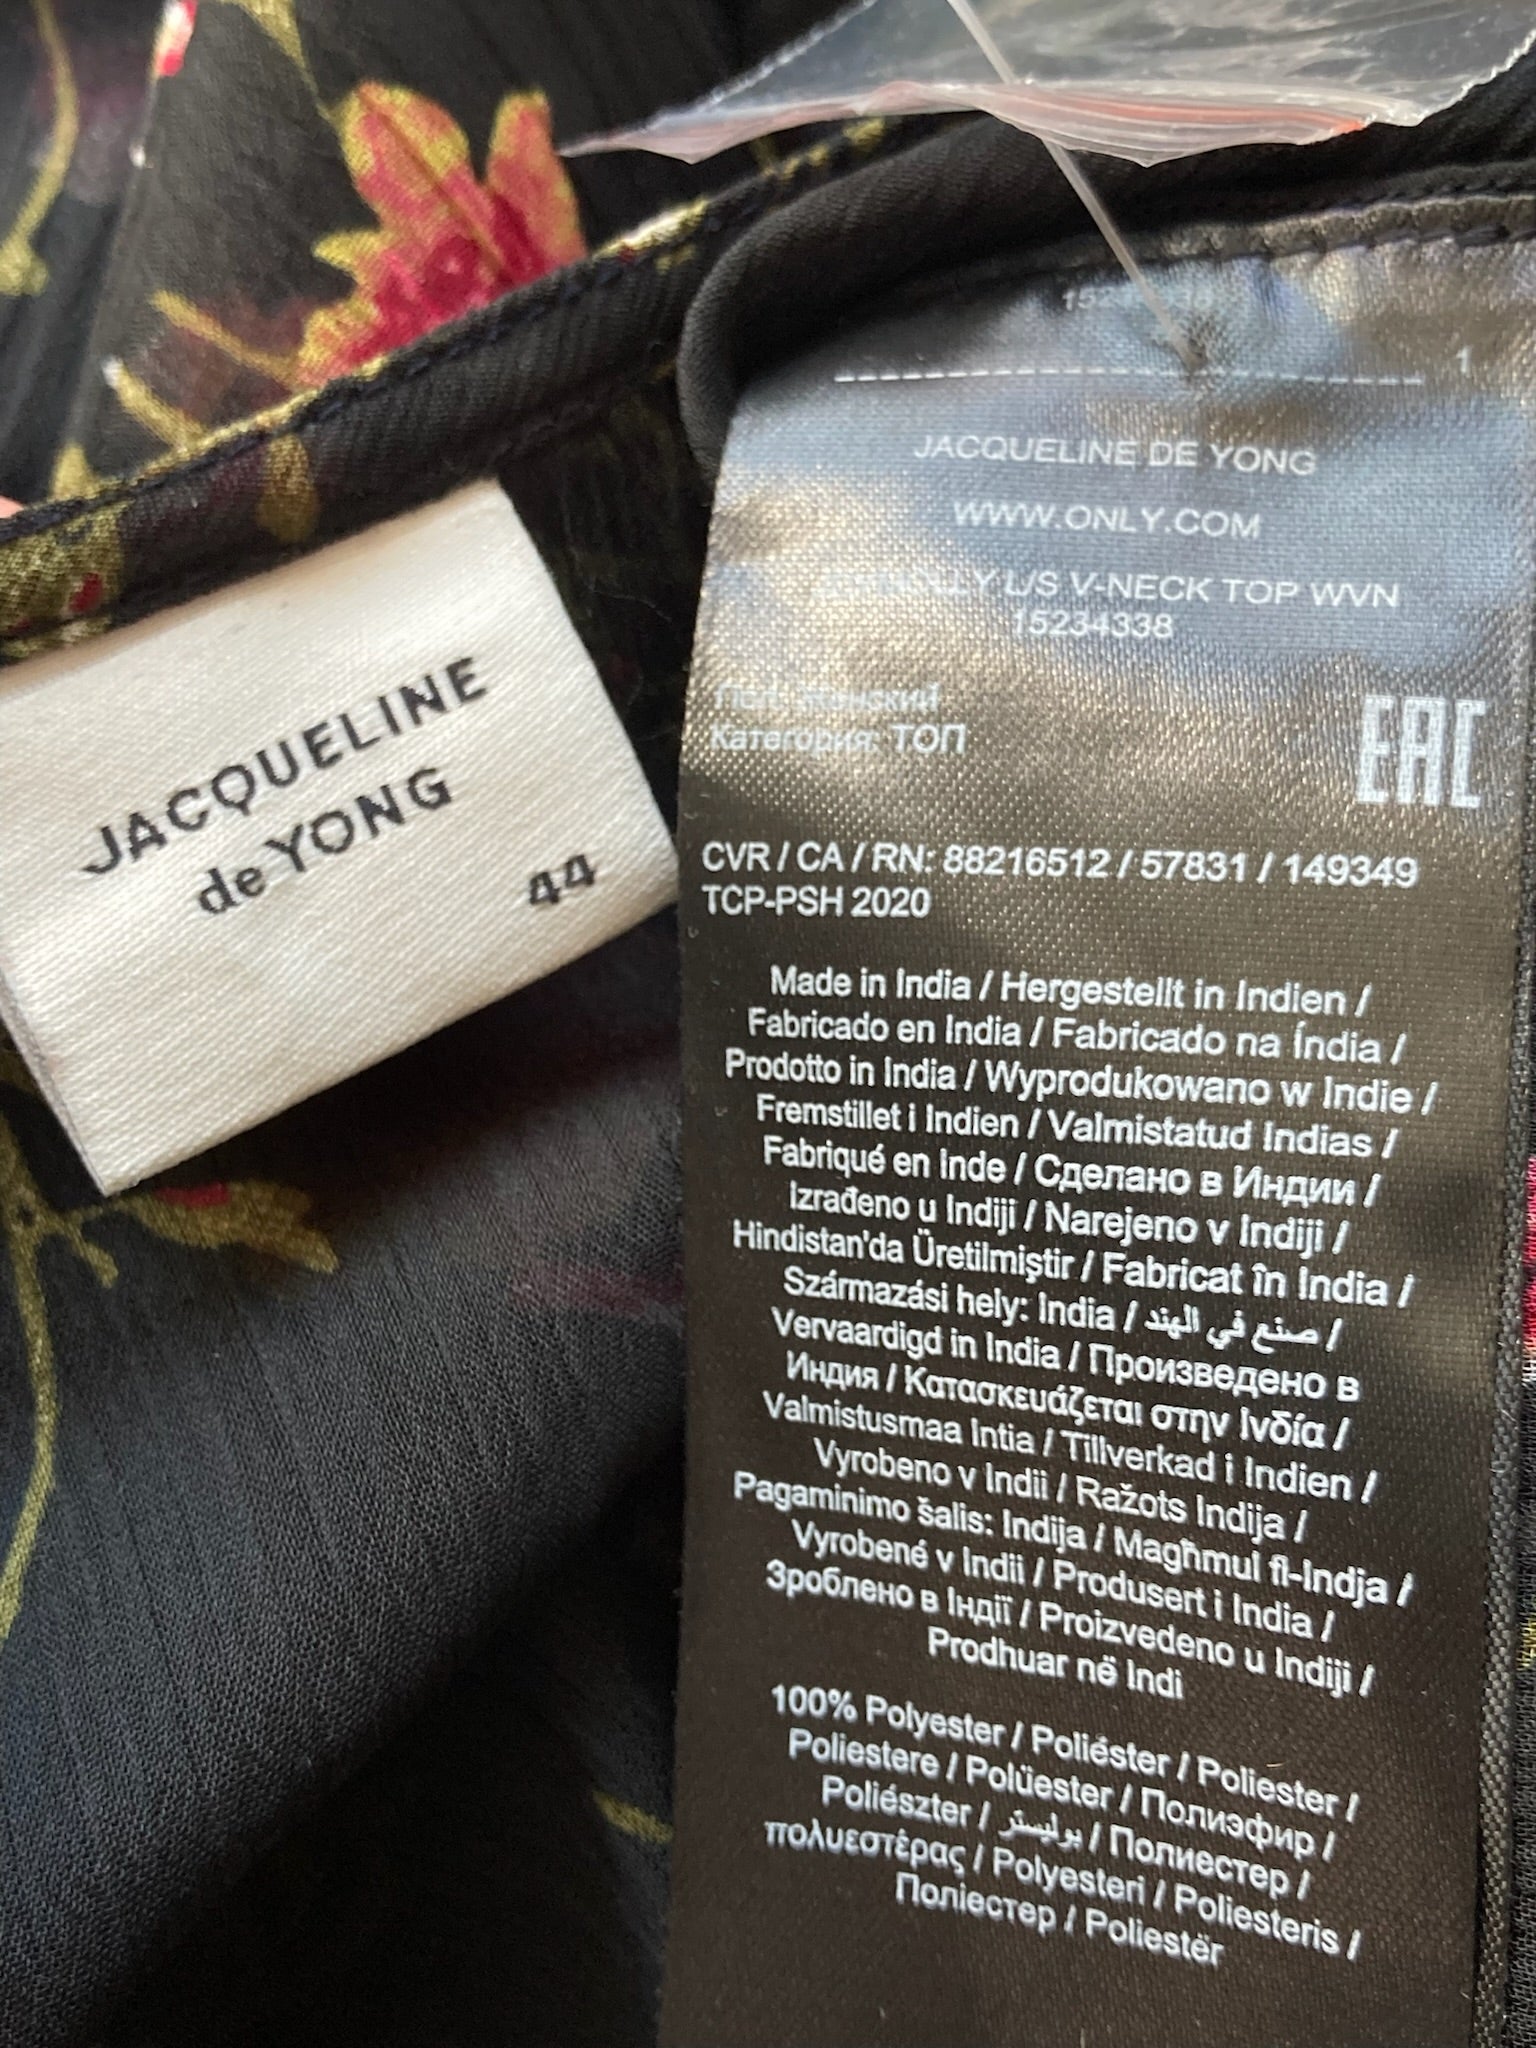 JACQUELINE
de YONG
44
1
JACQUELINE DE YONG
WWW.ONLY.COM
L/S V-NECK TOP WVN
15234338
Пол: Женский
Категория: ТОП
EAC
CVR / CA / RN: 88216512 / 57831 / 149349
TCP-PSH 2020
Made in India / Hergestellt in Indien /
Fabricado en India / Fabricado na Índia /
Prodotto in India / Wyprodukowano w Indie /
Fremstillet i Indien / Valmistatud Indias /
Fabriqué en Inde / Сделано в Индии /
Izrađeno u Indiji / Narejeno v Indiji /
Hindistan'da Üretilmiştir / Fabricat în India /
Származási hely: India / صنع في الهند /
Vervaardigd in India / Произведено в
Индия / Κατασκευάζεται στην Ινδία /
Valmistusmaa Intia / Tillverkad i Indien /
Vyrobeno v Indii / Ražots Indija /
Pagaminimo šalis: Indija / Magħmul fl-Indja /
Vyrobené v Indii / Produsert i India /
Зроблено в Індії / Proizvedeno u Indiji /
Prodhuar në Indi
100% Polyester / Poliéster / Poliester /
Poliestere / Polüester / Полиэфир /
Poliészter / بوليستر / Полиестер /
πολυεστέρας / Polyesteri / Poliesteris /
Поліестер / Poliestër